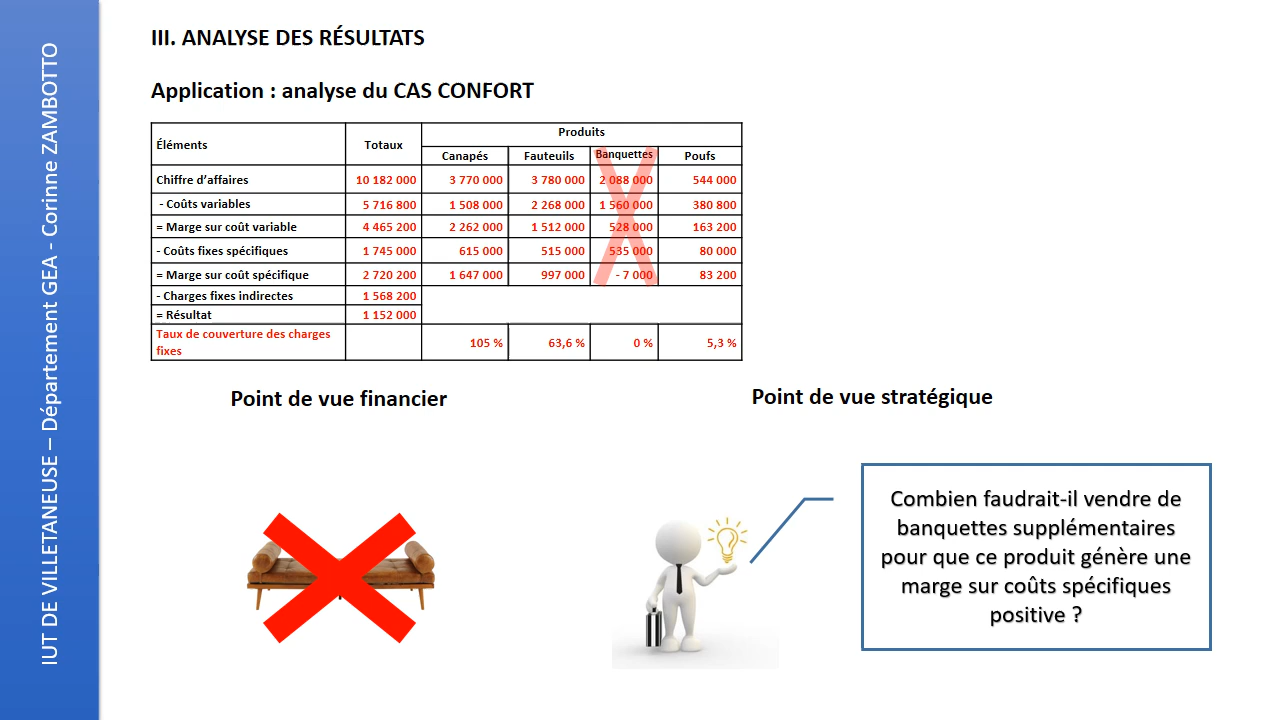 IUT DE VILLETANEUSE – Département GEA - Corinne ZAMBOTTO
III. ANALYSE DES RÉSULTATS
Application : analyse du CAS CONFORT
Éléments Totaux Produits
Canapés Fauteuils Banquettes Poufs
Chiffre d’affaires 10 182 000 3 770 000 3 780 000 2 088 000 544 000
- Coûts variables 5 716 800 1 508 000 2 268 000 1 560 000 380 800
= Marge sur coût variable 4 465 200 2 262 000 1 512 000 528 000 163 200
- Coûts fixes spécifiques 1 745 000 615 000 515 000 535 000 80 000
= Marge sur coût spécifique 2 720 200 1 647 000 997 000 - 7 000 83 200
- Charges fixes indirectes 1 568 200
= Résultat 1 152 000
Taux de couverture des charges
fixes 105 % 63,6 % 0 % 5,3 %
Point de vue financier
Point de vue stratégique
Combien faudrait-il vendre de
banquettes supplémentaires
pour que ce produit génère une
marge sur coûts spécifiques
positive ?